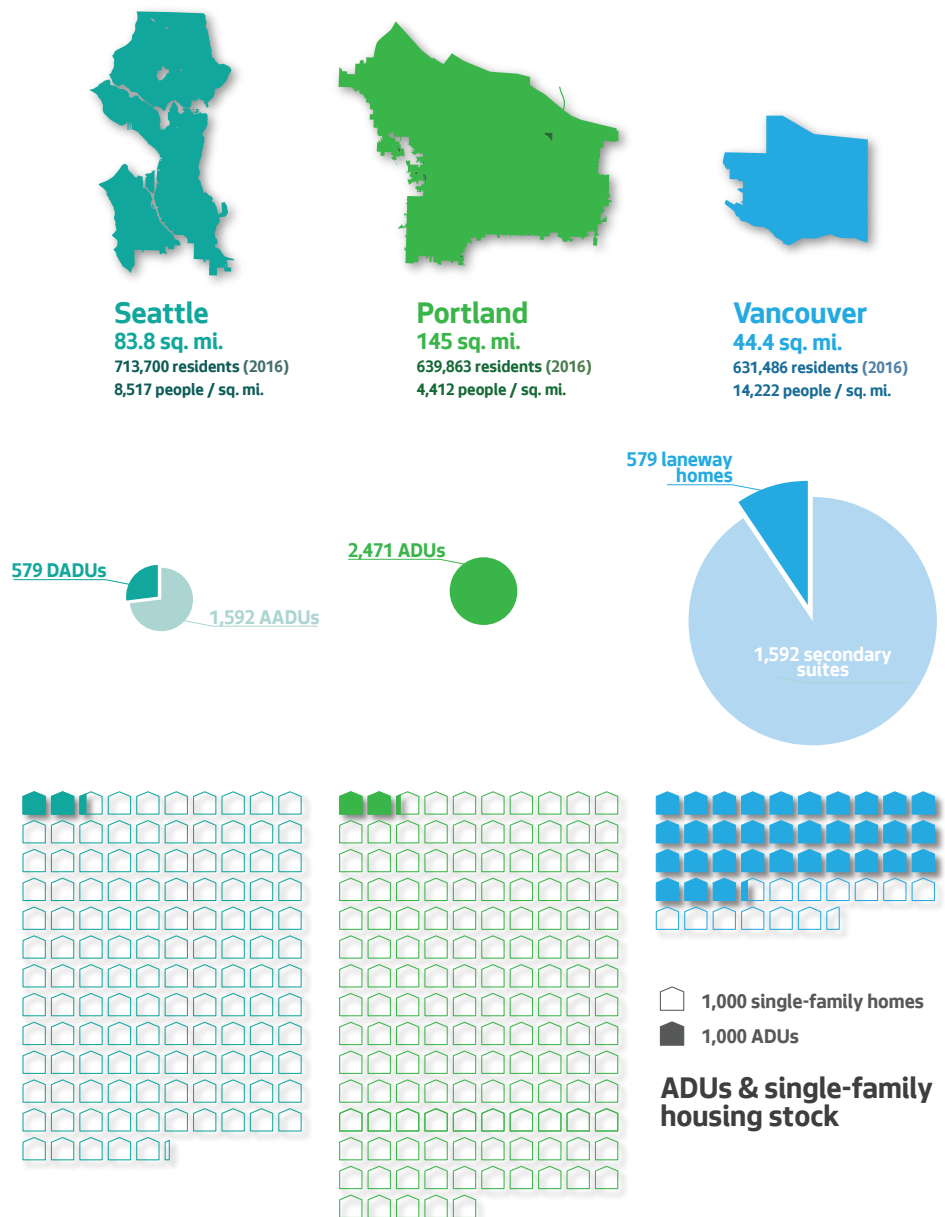 Seattle
83.8 sq. mi.
713,700 residents (2016)
8,517 people / sq. mi.
Portland
145 sq. mi.
639,863 residents (2016)
4,412 people / sq. mi.
Vancouver
44.4 sq. mi.
631,486 residents (2016)
14,222 people / sq. mi.
579 DADUs
1,592 AADUs
2,471 ADUs
579 laneway
homes
1,592 secondary
suites
1,000 single-family homes
1,000 ADUs
ADUs & single-family
housing stock